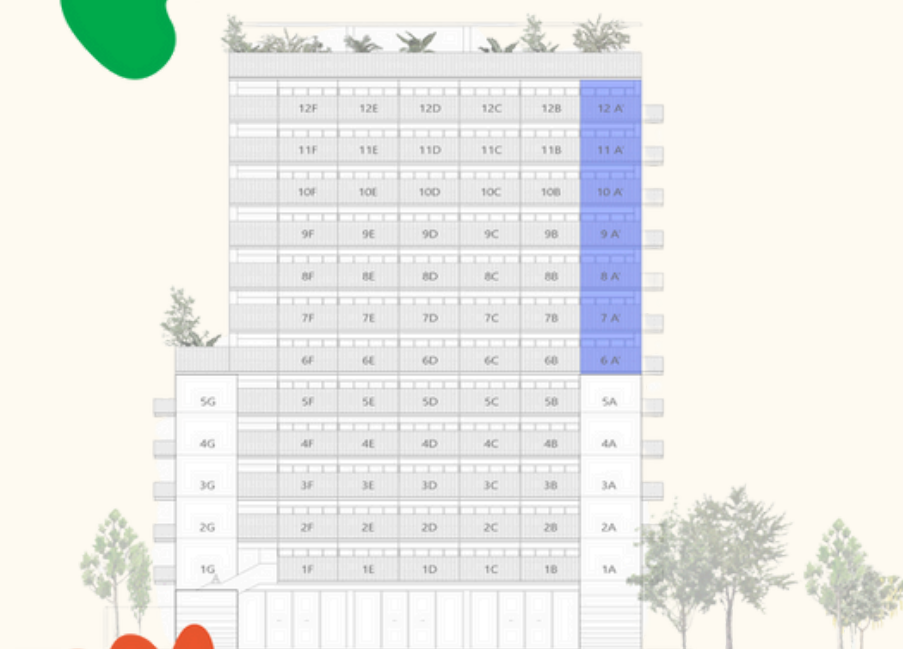 12F 12E 12D 12C 12B 12 A'
11F 11E 11D 11C 11B 11 A'
10F 10E 10D 10C 10B 10 A'
9F 9E 9D 9C 9B 9 A'
8F 8E 8D 8C 8B 8 A'
7F 7E 7D 7C 7B 7 A'
6F 6E 6D 6C 6B 6 A'
5G 5F 5E 5D 5C 5B 5A
4G 4F 4E 4D 4C 4B 4A
3G 3F 3E 3D 3C 3B 3A
2G 2F 2E 2D 2C 2B 2A
1G 1F 1E 1D 1C 1B 1A